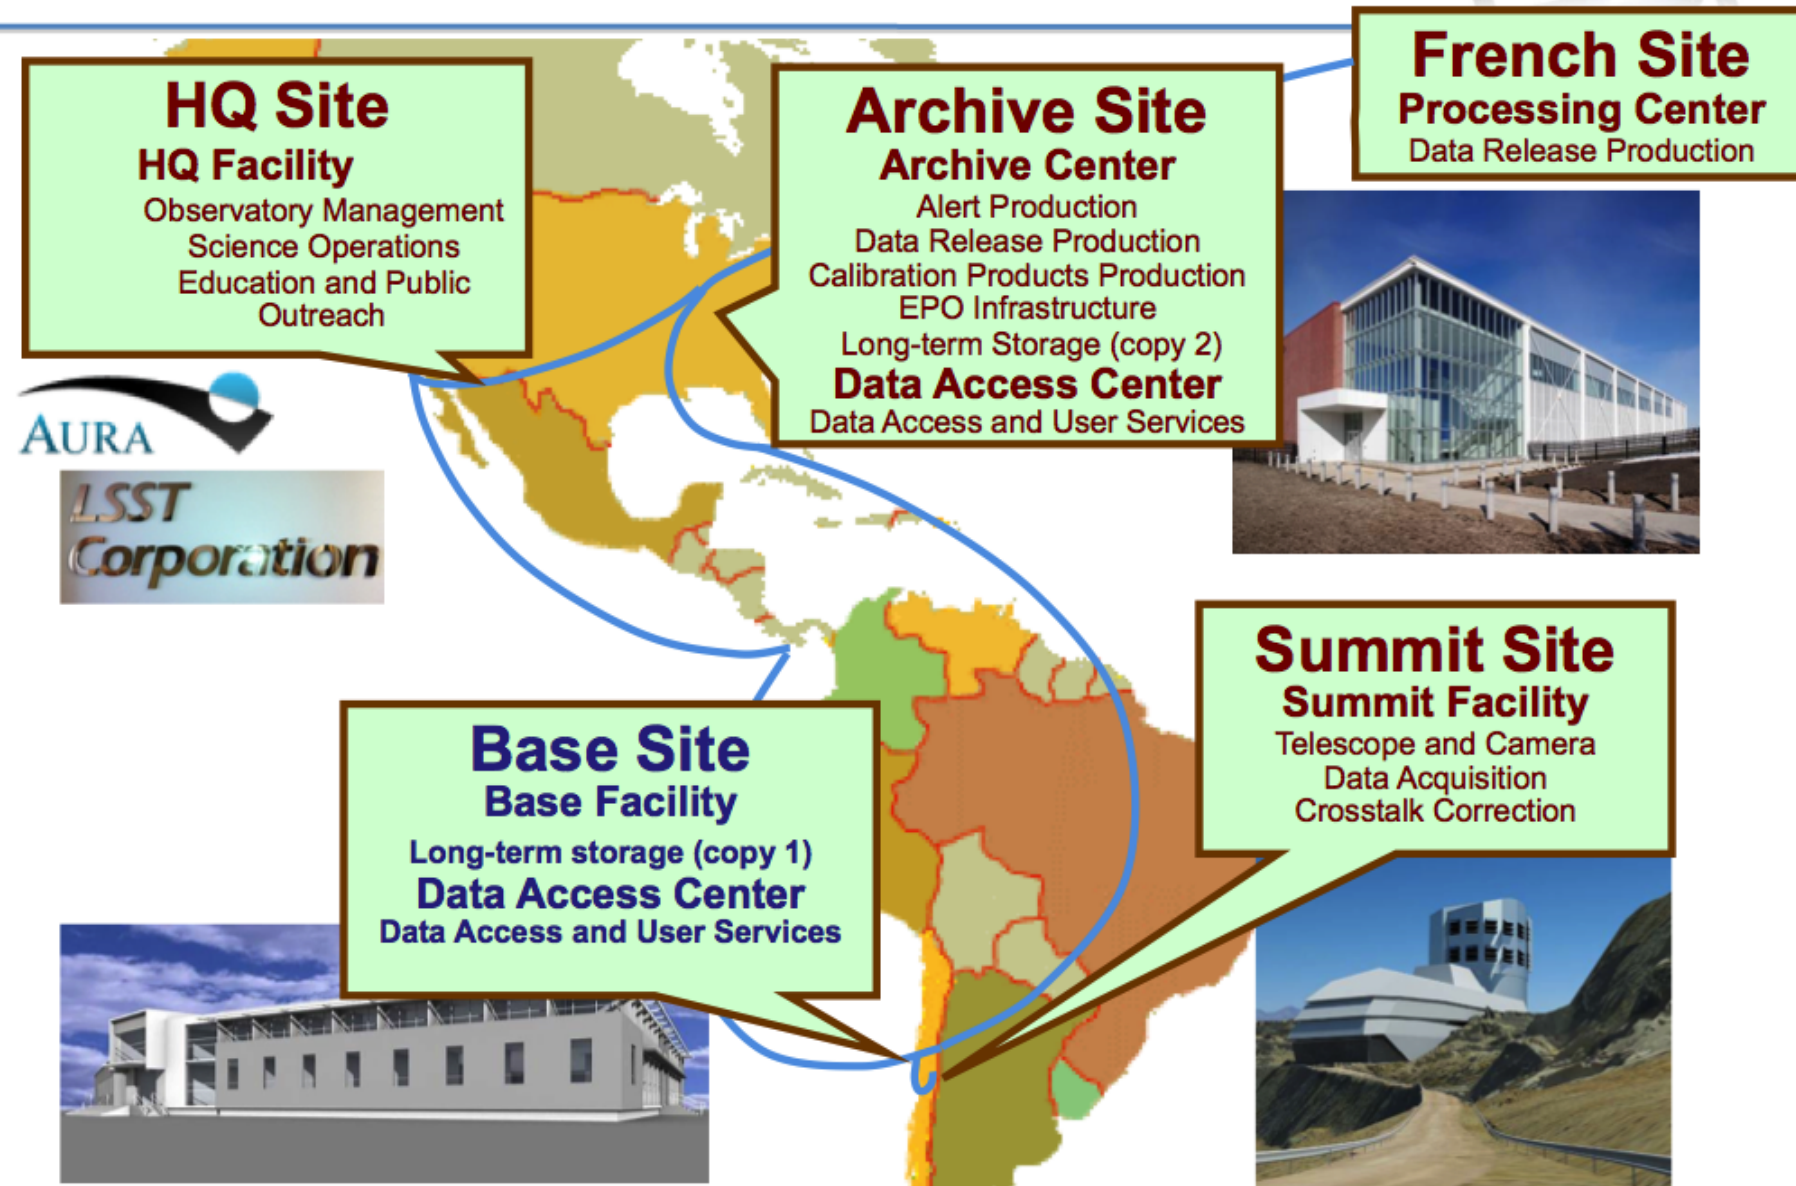 HQ Site
HQ Facility
Observatory Management
Science Operations
Education and Public
Outreach
Archive Site
Archive Center
Alert Production
Data Release Production
Calibration Products Production
EPO Infrastructure
Long-term Storage (copy 2)
Data Access Center
Data Access and User Services
French Site
Processing Center
Data Release Production
AURA
LSST
Corporation
Base Site
Base Facility
Long-term storage (copy 1)
Data Access Center
Data Access and User Services
Summit Site
Summit Facility
Telescope and Camera
Data Acquisition
Crosstalk Correction